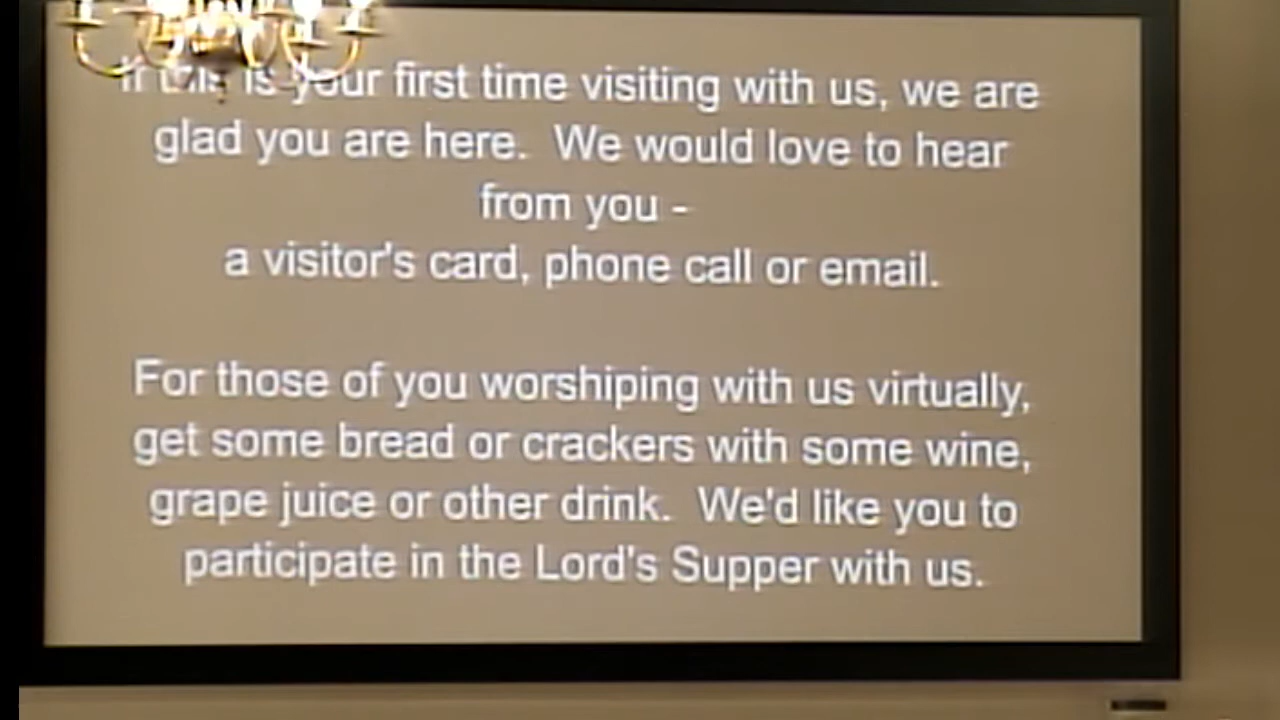 If this is your first time visiting with us, we are
glad you are here.  We would love to hear
from you -
a visitor's card, phone call or email.
For those of you worshiping with us virtually,
get some bread or crackers with some wine,
grape juice or other drink.  We'd like you to
participate in the Lord's Supper with us.